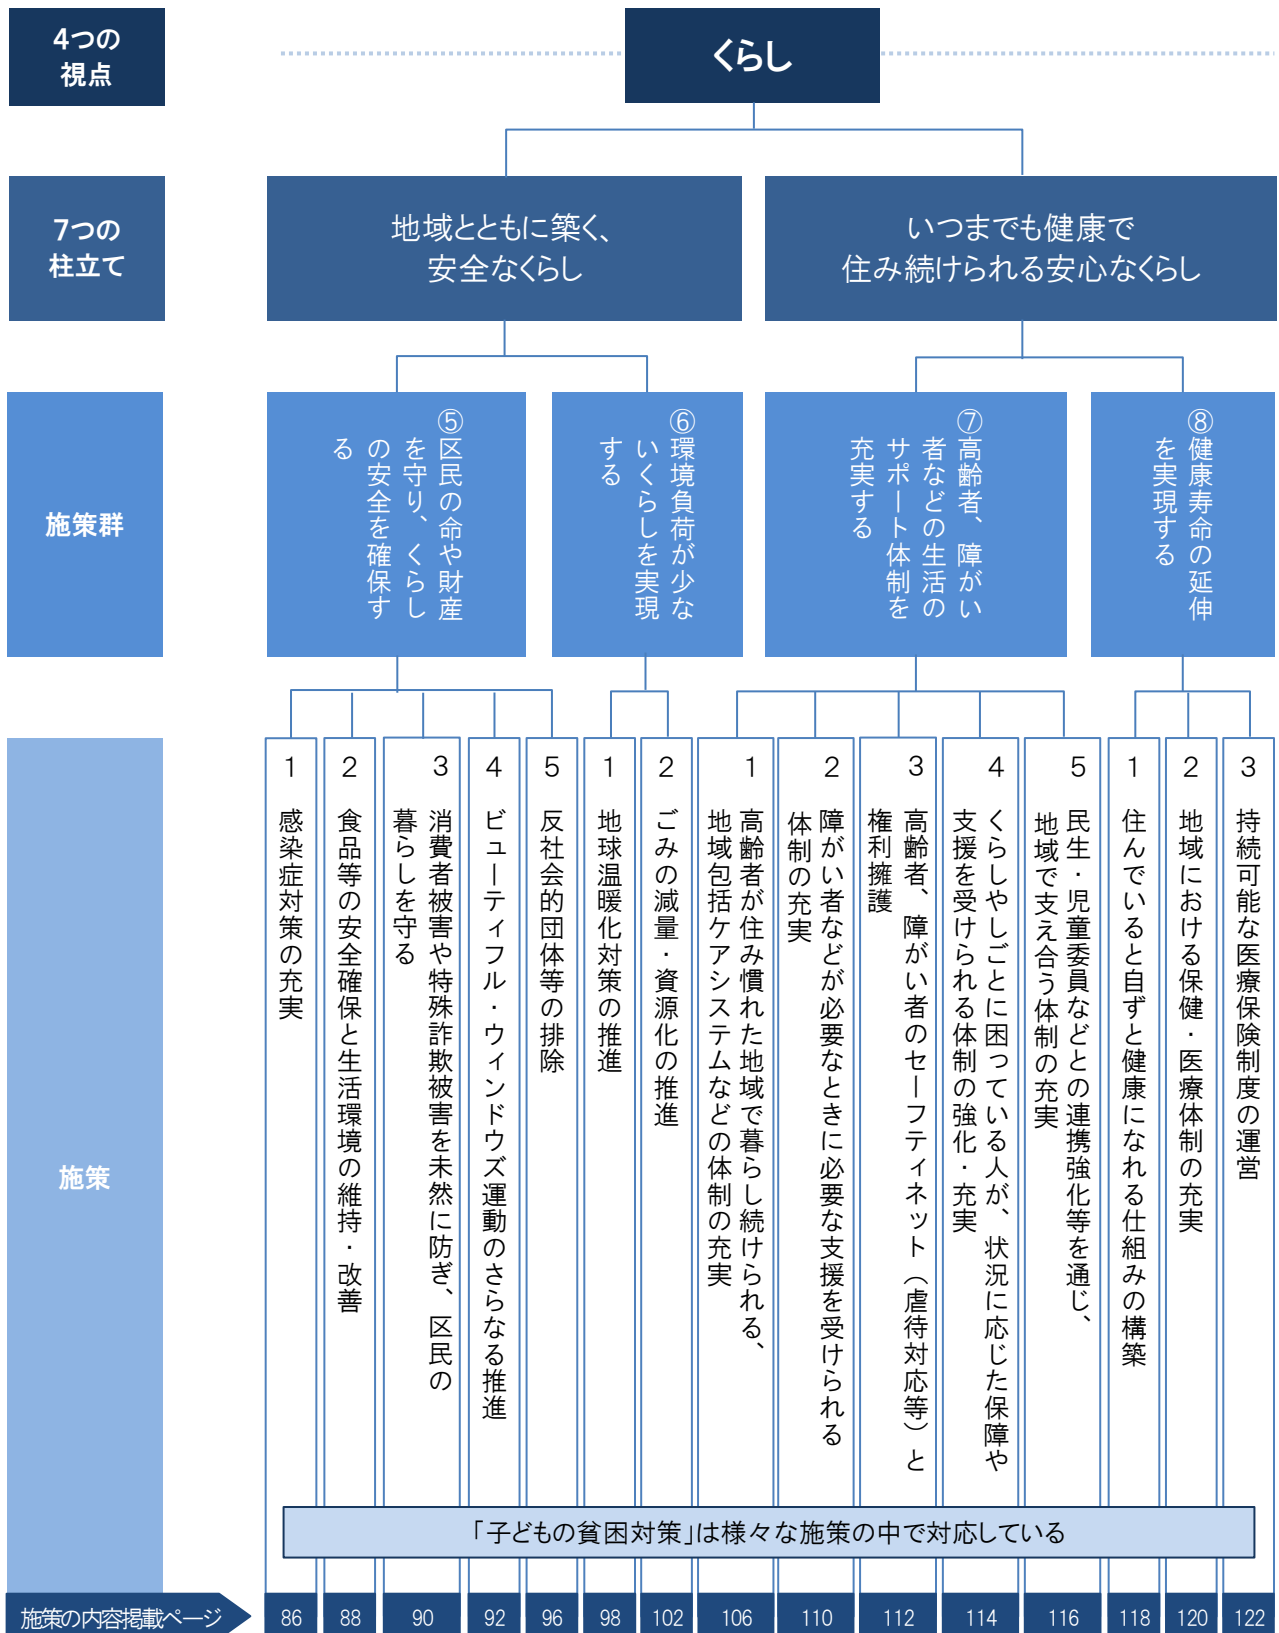 4つの
視点
くらし
7つの
柱立て
地域とともに築く、
安全なくらし
いつまでも健康で
住み続けられる安心なくらし
施策群
⑤区民の命や財産
を守り、くらし
の安全を確保す
る
⑥環境負荷が少な
いくらしを実現
する
⑦高齢者、障がい
者などの生活の
サポート体制を
充実する
⑧健康寿命の延伸
を実現する
施策
1 感染症対策の充実
2 食品等の安全確保と生活環境の維持・改善
3 消費者被害や特殊詐欺被害を未然に防ぎ、区民の
暮らしを守る
4 ビューティフル・ウィンドウズ運動のさらなる推進
5 反社会的団体等の排除
1 地球温暖化対策の推進
2 ごみの減量・資源化の推進
1 高齢者が住み慣れた地域で暮らし続けられる、
地域包括ケアシステムなどの体制の充実
2 障がい者などが必要なときに必要な支援を受けられる
体制の充実
3 高齢者、障がい者のセーフティネット（虐待対応等）と
権利擁護
4 くらしやしごとに困っている人が、状況に応じた保障や
支援を受けられる体制の強化・充実
5 民生・児童委員などとの連携強化等を通じ、
地域で支え合う体制の充実
1 住んでいると自ずと健康になれる仕組みの構築
2 地域における保健・医療体制の充実
3 持続可能な医療保険制度の運営
「子どもの貧困対策」は様々な施策の中で対応している
施策の内容掲載ページ
86
88
90
92
96
98
102
106
110
112
114
116
118
120
122